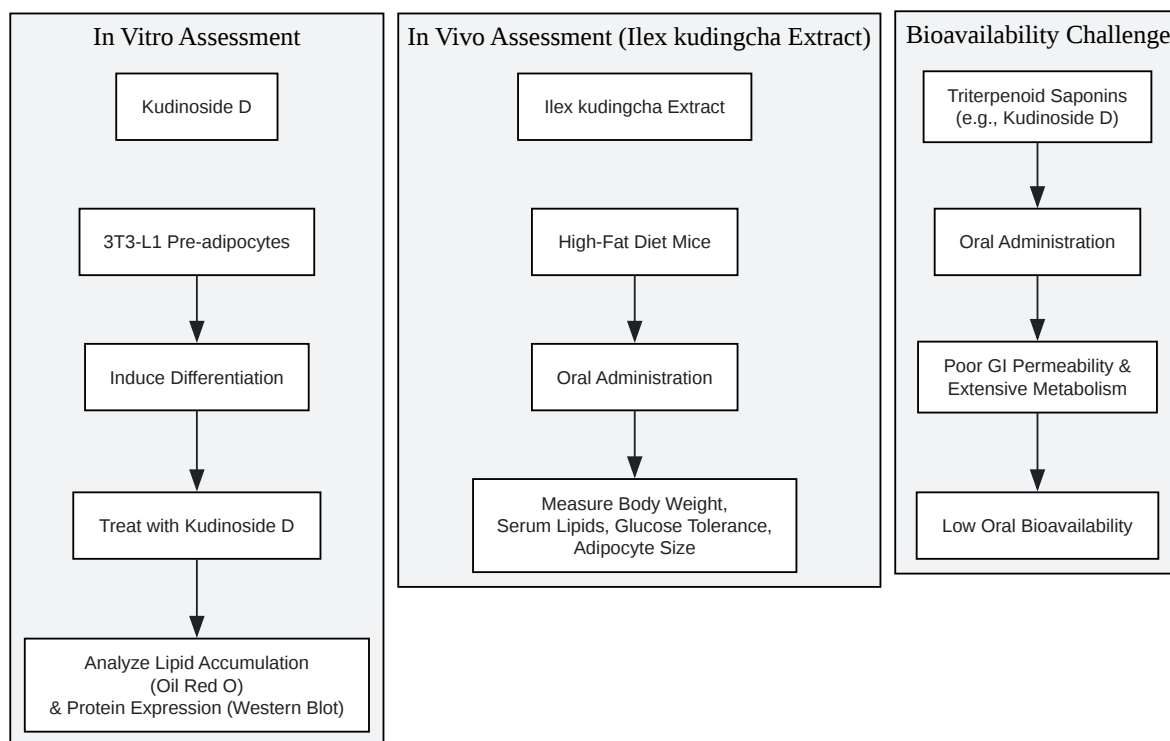 In Vitro Assessment
Kudinoside D
3T3-L1 Pre-adipocytes
Induce Differentiation
Treat with Kudinoside D
Analyze Lipid Accumulation
(Oil Red O)
& Protein Expression (Western Blot)
In Vivo Assessment (Ilex kudingcha Extract)
Ilex kudingcha Extract
High-Fat Diet Mice
Oral Administration
Measure Body Weight,
Serum Lipids, Glucose Tolerance,
Adipocyte Size
Bioavailability Challenge
Triterpenoid Saponins
(e.g., Kudinoside D)
Oral Administration
Poor GI Permeability &
Extensive Metabolism
Low Oral Bioavailability